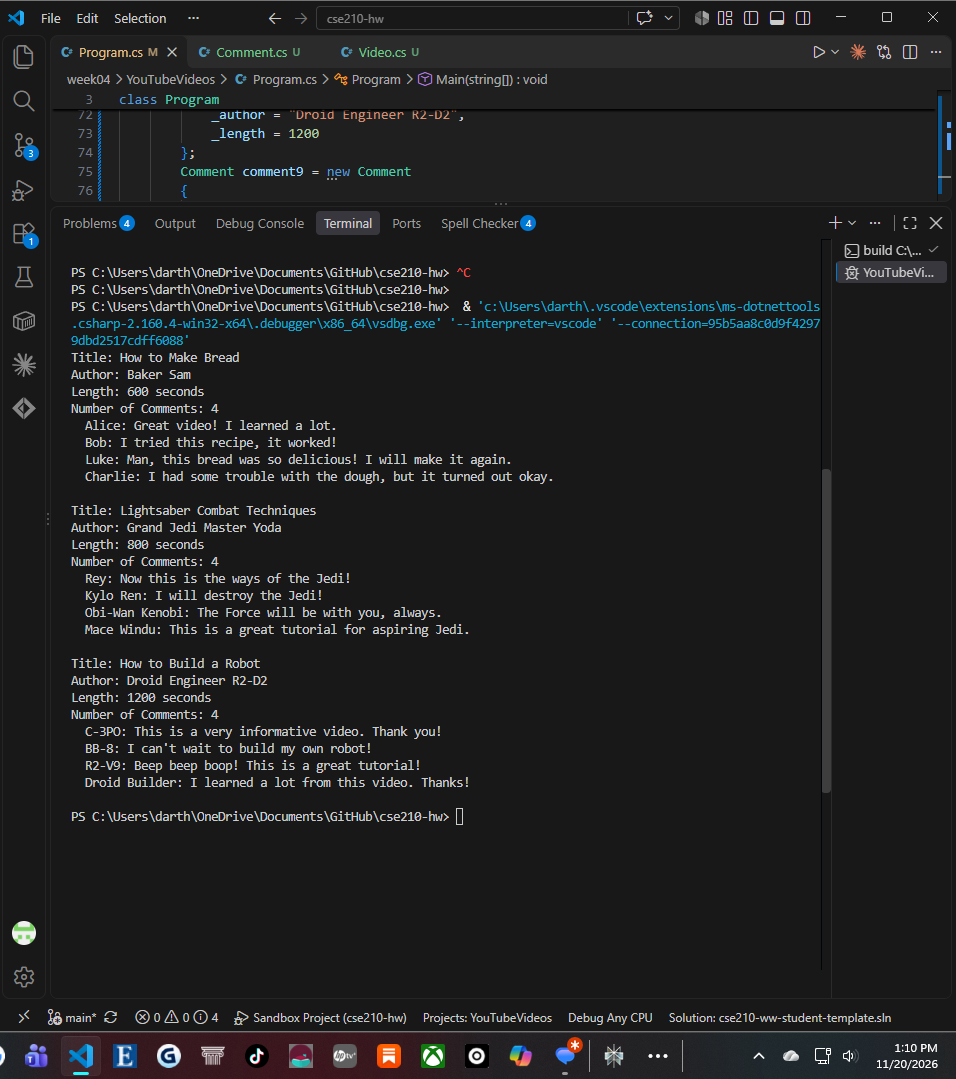 File Edit Selection ··· cse210-hw
Program.cs M Comment.cs U Video.cs U
week04 > YouTubeVideos > Program.cs > Program > Main(string[]) : void
3 class Program
72 _author = "Droid Engineer R2-D2",
73 _length = 1200
74 };
75 Comment comment9 = new Comment
76 {
Problems 4 Output Debug Console Terminal Ports Spell Checker 4
build C:\...
YouTubeVi...
PS C:\Users\darth\OneDrive\Documents\GitHub\cse210-hw> ^C
PS C:\Users\darth\OneDrive\Documents\GitHub\cse210-hw>
PS C:\Users\darth\OneDrive\Documents\GitHub\cse210-hw>  & 'c:\Users\darth\.vscode\extensions\ms-dotnettools
.csharp-2.160.4-win32-x64\.debugger\x86_64\vsdbg.exe' '--interpreter=vscode' '--connection=95b5aa8c0d9f4297
9dbd2517cdff6088'
Title: How to Make Bread
Author: Baker Sam
Length: 600 seconds
Number of Comments: 4
Alice: Great video! I learned a lot.
Bob: I tried this recipe, it worked!
Luke: Man, this bread was so delicious! I will make it again.
Charlie: I had some trouble with the dough, but it turned out okay.
Title: Lightsaber Combat Techniques
Author: Grand Jedi Master Yoda
Length: 800 seconds
Number of Comments: 4
Rey: Now this is the ways of the Jedi!
Kylo Ren: I will destroy the Jedi!
Obi-Wan Kenobi: The Force will be with you, always.
Mace Windu: This is a great tutorial for aspiring Jedi.
Title: How to Build a Robot
Author: Droid Engineer R2-D2
Length: 1200 seconds
Number of Comments: 4
C-3PO: This is a very informative video. Thank you!
BB-8: I can't wait to build my own robot!
R2-V9: Beep beep boop! This is a great tutorial!
Droid Builder: I learned a lot from this video. Thanks!
PS C:\Users\darth\OneDrive\Documents\GitHub\cse210-hw>
3
1
main* 0 0 4 Sandbox Project (cse210-hw) Projects: YouTubeVideos Debug Any CPU Solution: cse210-ww-student-template.sln
1:10 PM
11/20/2026